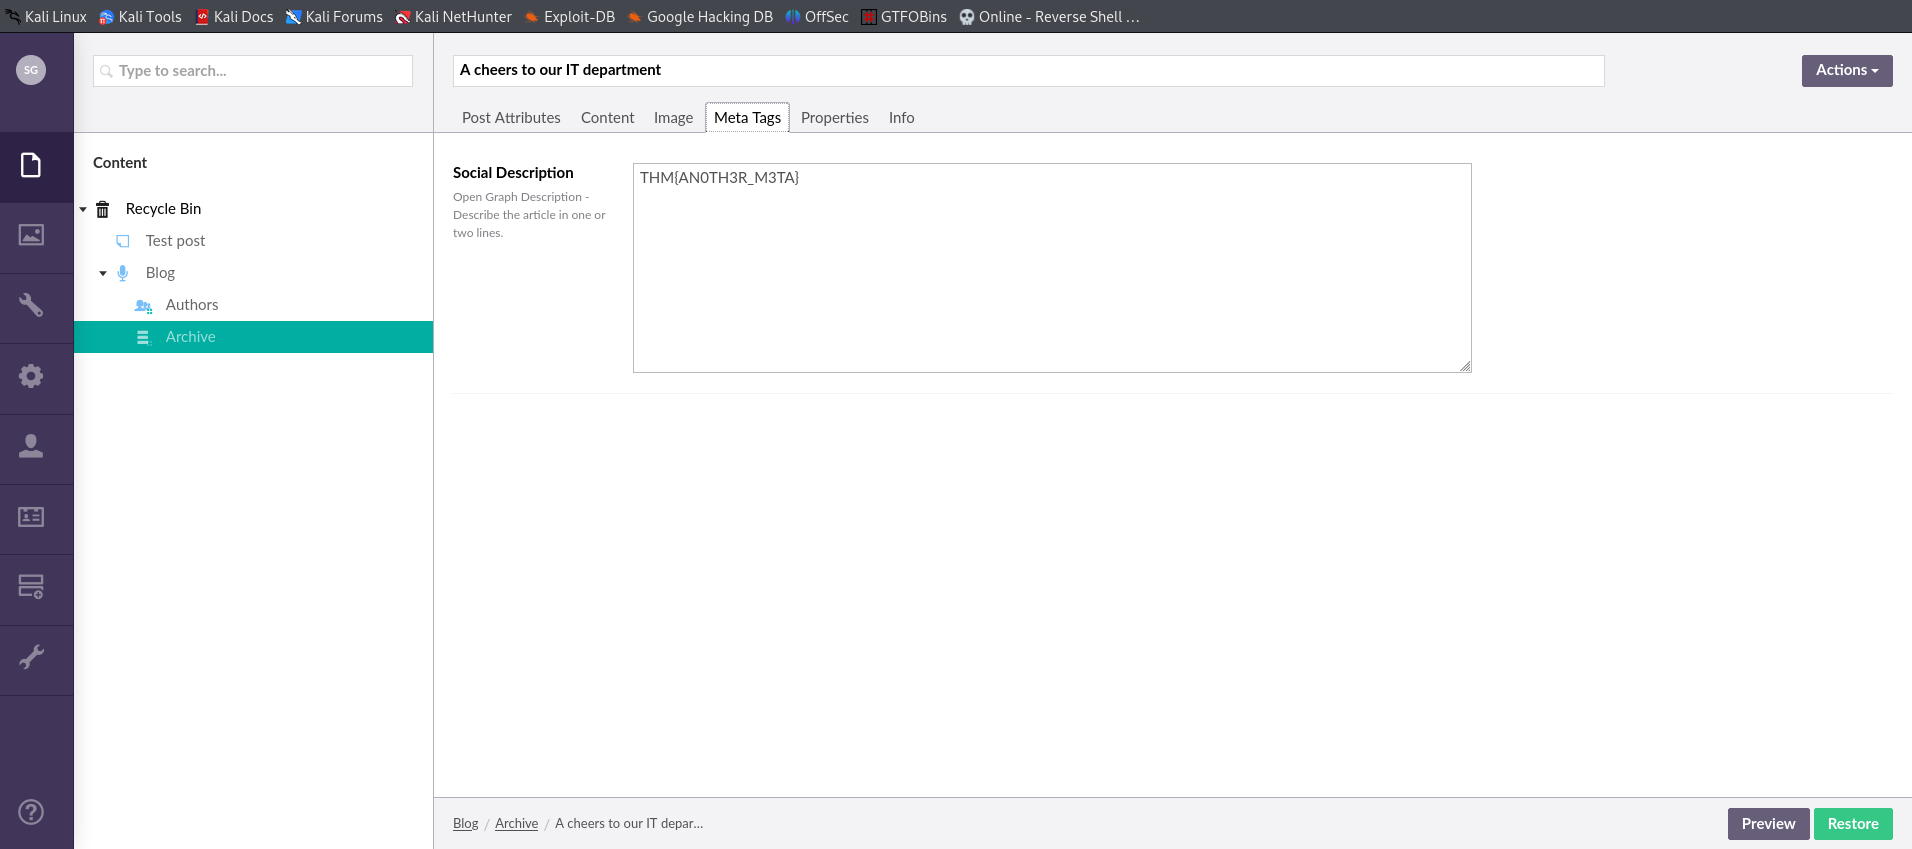 Kali Linux Kali Tools Kali Docs Kali Forums Kali NetHunter Exploit-DB Google Hacking DB OffSec GTFOBins Online - Reverse Shell …
SG
Type to search...
A cheers to our IT department
Actions
Post Attributes Content Image Meta Tags Properties Info
Content
Recycle Bin
Test post
Blog
Authors
Archive
Social Description
Open Graph Description -
Describe the article in one or
two lines.
THM{AN0TH3R_M3TA}
Blog / Archive / A cheers to our IT depar...
Preview
Restore